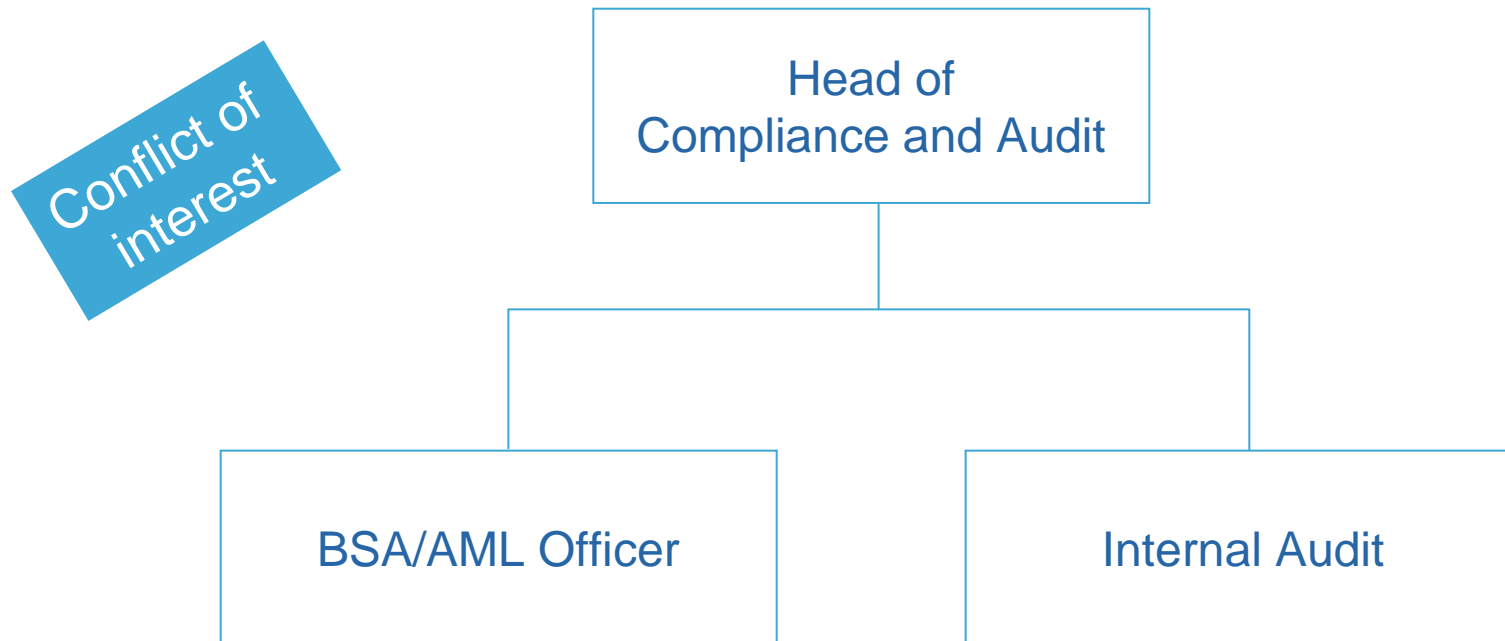 Conflict of
interest
Head of
Compliance and Audit
BSA/AML Officer
Internal Audit